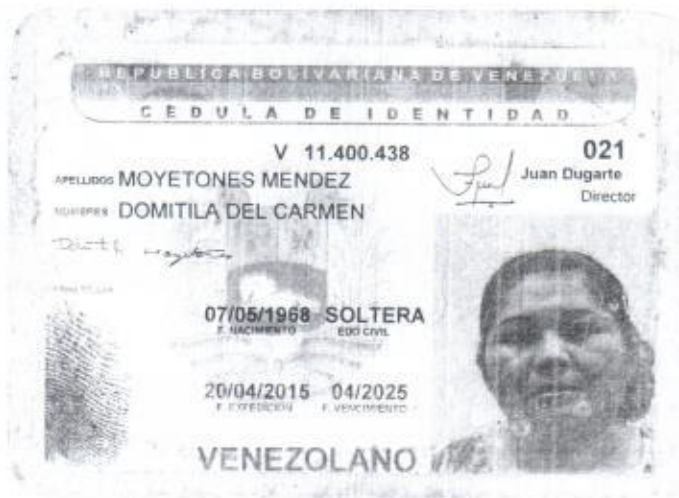 REPUBLICA BOLIVARIANA DE VENEZUELA
CEDULA DE IDENTIDAD
V 11.400.438
021
APELLIDOS MOYETONES MENDEZ
Juan Dugarte
Director
NOMBRES DOMITILA DEL CARMEN
07/05/1968 SOLTERA
F. NACIMIENTO EDO CIVIL
20/04/2015 04/2025
F. EXPEDICION F. VENCIMIENTO
VENEZOLANO